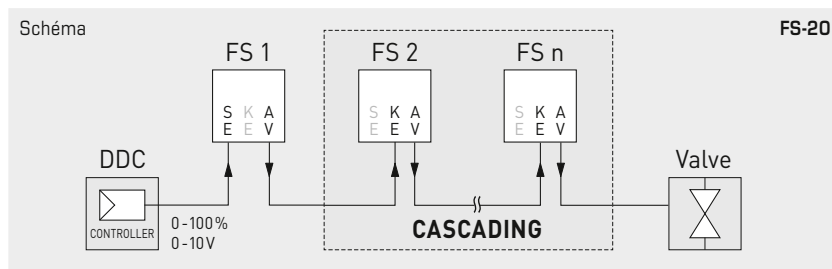 Schéma
FS-20
FS 1
FS 2
FS n
S K A
E E V
S K A
E E V
S K A
E E V
DDC
CONTROLLER
0-100%
0-10V
CASCADING
Valve